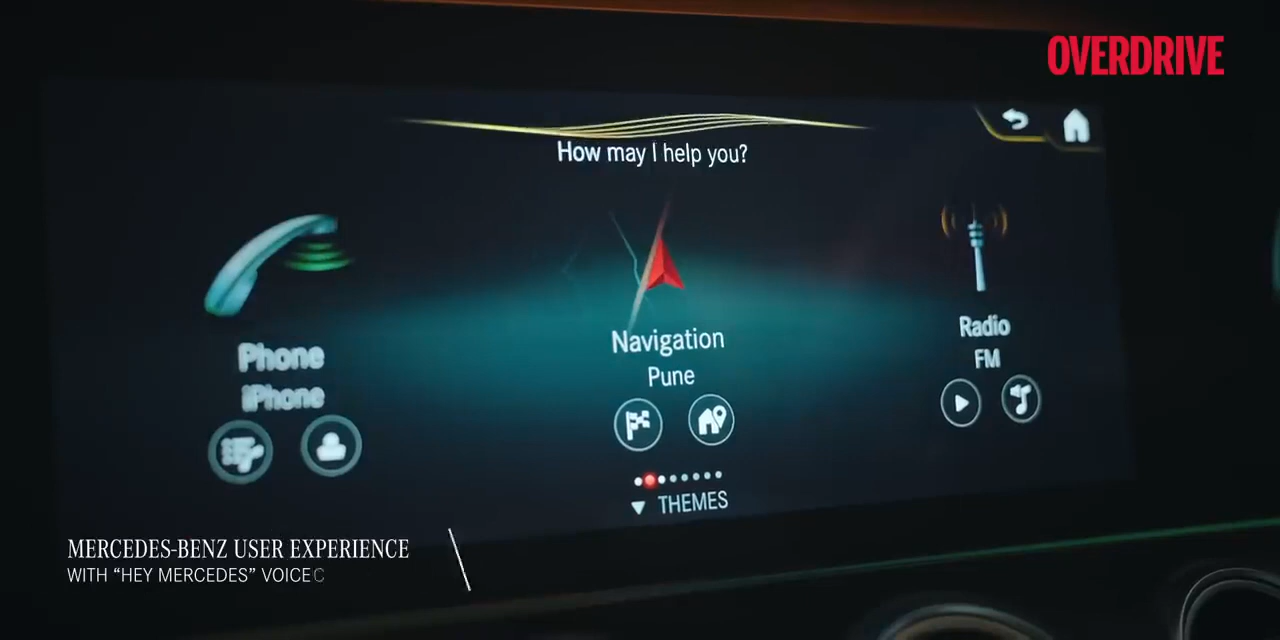 OVERDRIVE
How may I help you?
Phone
iPhone
Navigation
Pune
Radio
FM
THEMES
MERCEDES-BENZ USER EXPERIENCE
WITH “HEY MERCEDES” VOICE C